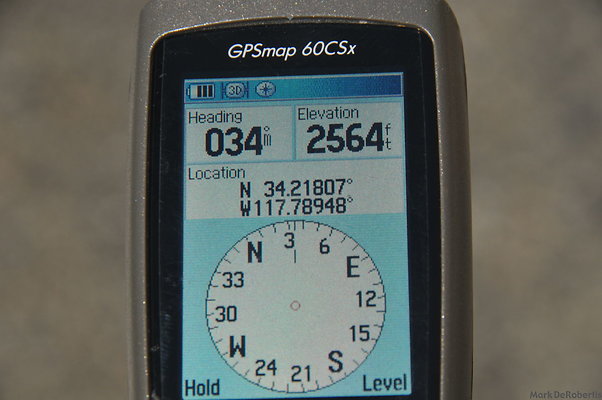 GPSmap 60CSx
3D
Heading
034°m
Elevation
2564ft
Location
N 34.21807°
W117.78948°
N 3 6 E 12 15 S 21 24 W 30 33
Hold
Level
MarkDeRobertis